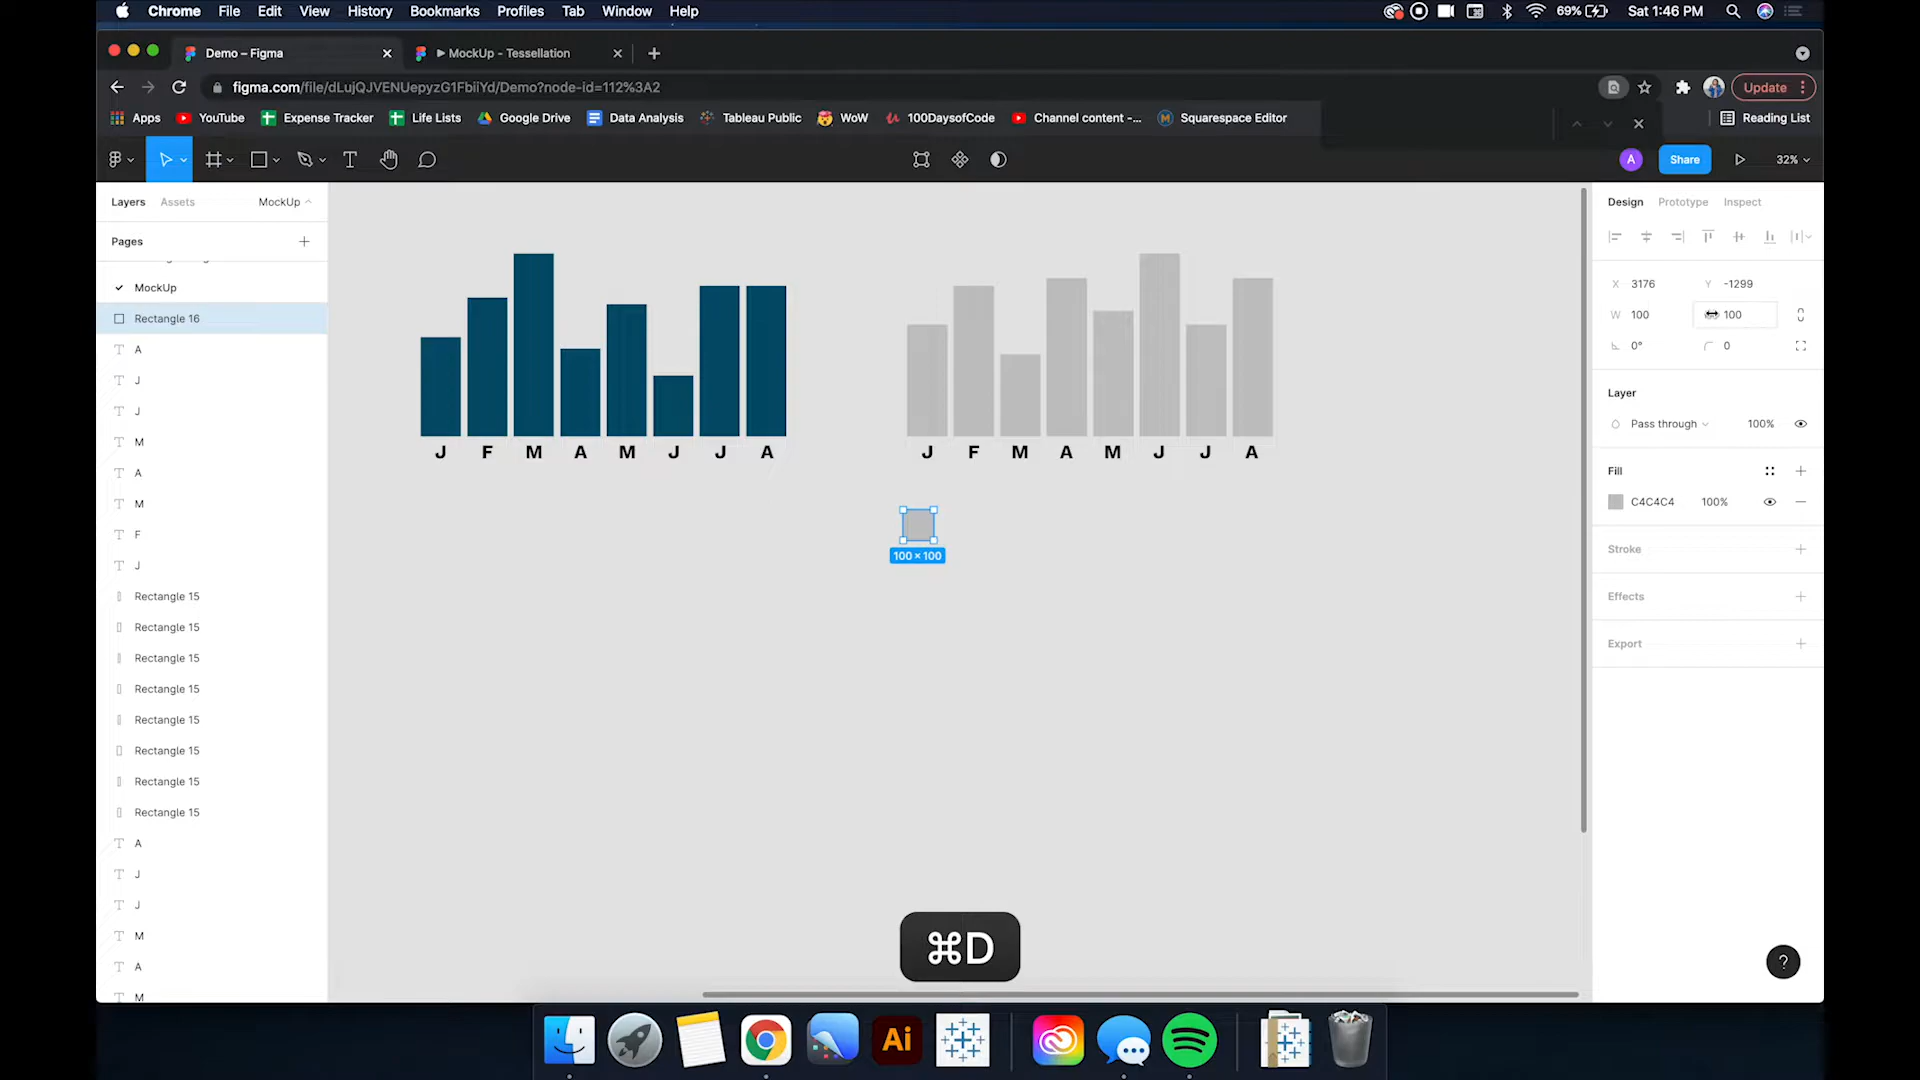 Chrome File Edit View History Bookmarks Profiles Tab Window Help
69% Sat 1:46 PM
Demo – Figma
MockUp - Tessellation
figma.com/file/dLujQJVENUepyzG1FbiiYd/Demo?node-id=112%3A2
Update
Apps YouTube Expense Tracker Life Lists Google Drive Data Analysis Tableau Public WoW 100DaysofCode Channel content -... Squarespace Editor
Reading List
A
Share
32%
Layers Assets MockUp
Pages
MockUp
Rectangle 16
A
J
J
M
A
M
F
J
Rectangle 15
Rectangle 15
Rectangle 15
Rectangle 15
Rectangle 15
Rectangle 15
Rectangle 15
Rectangle 15
A
J
J
M
A
M
J F M A M J J A
J F M A M J J A
100 × 100
⌘D
Design Prototype Inspect
X 3176 Y -1299
W 100 100
0° 0
Layer
Pass through 100%
Fill
C4C4C4 100%
Stroke
Effects
Export
?
Ai